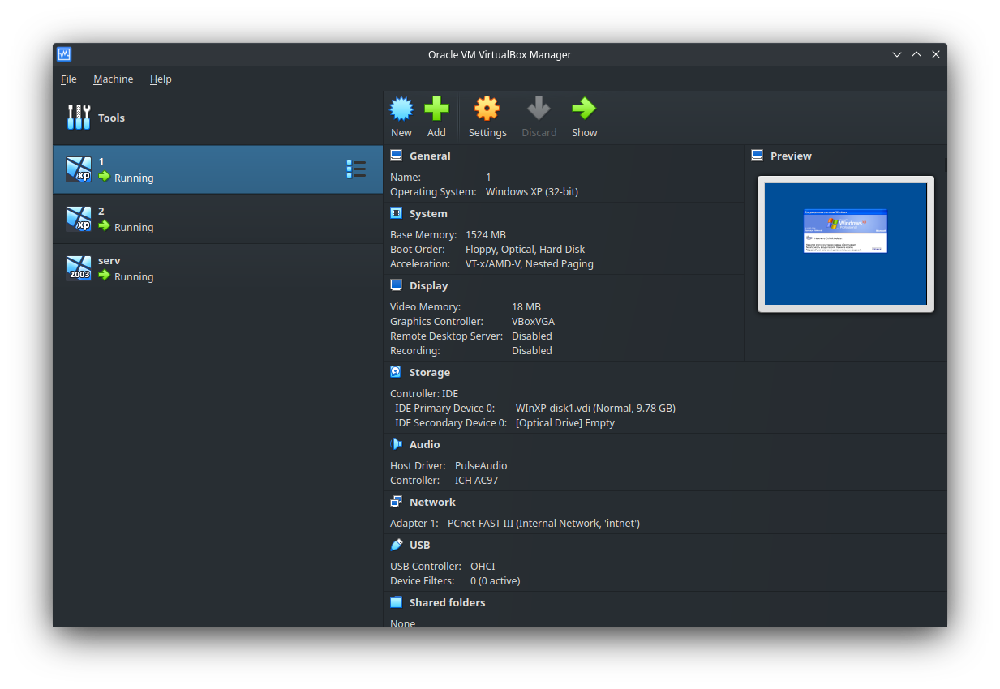 Oracle VM VirtualBox Manager
File Machine Help
Tools
New Add Settings Discard Show
1
Running
2
Running
2003
serv
Running
General
Name: 1
Operating System: Windows XP (32-bit)
System
Base Memory: 1524 MB
Boot Order: Floppy, Optical, Hard Disk
Acceleration: VT-x/AMD-V, Nested Paging
Display
Video Memory: 18 MB
Graphics Controller: VBoxVGA
Remote Desktop Server: Disabled
Recording: Disabled
Preview
Windows
Storage
Controller: IDE
IDE Primary Device 0: WInXP-disk1.vdi (Normal, 9.78 GB)
IDE Secondary Device 0: [Optical Drive] Empty
Audio
Host Driver: PulseAudio
Controller: ICH AC97
Network
Adapter 1: PCnet-FAST III (Internal Network, 'intnet')
USB
USB Controller: OHCI
Device Filters: 0 (0 active)
Shared folders
None